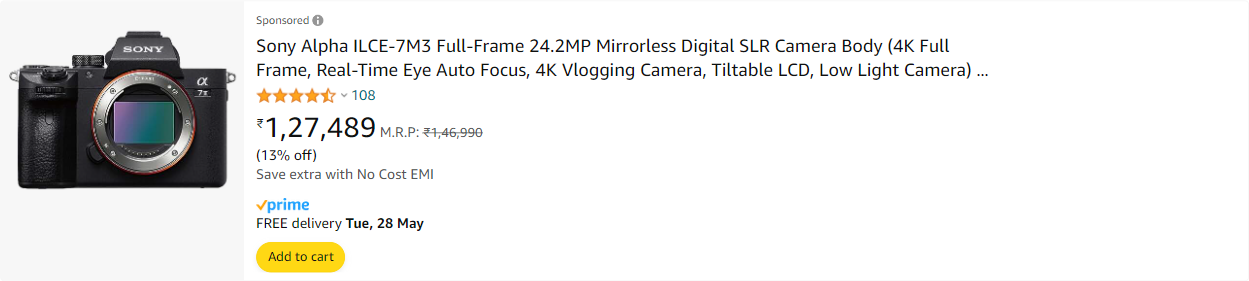 Sponsored
SONY
Sony Alpha ILCE-7M3 Full-Frame 24.2MP Mirrorless Digital SLR Camera Body (4K Full
Frame, Real-Time Eye Auto Focus, 4K Vlogging Camera, Tiltable LCD, Low Light Camera) ...
α
7III
108
₹1,27,489 M.R.P: ₹1,46,990
(13% off)
Save extra with No Cost EMI
prime
FREE delivery Tue, 28 May
Add to cart